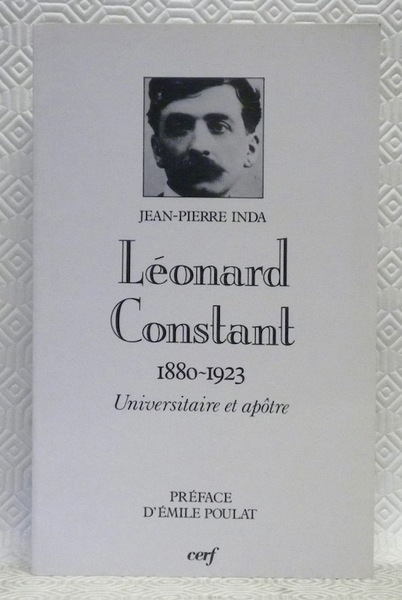 JEAN-PIERRE INDA
Léonard
Constant
1880-1923
Universitaire et apôtre
PRÉFACE
D'ÉMILE POULAT
cerf